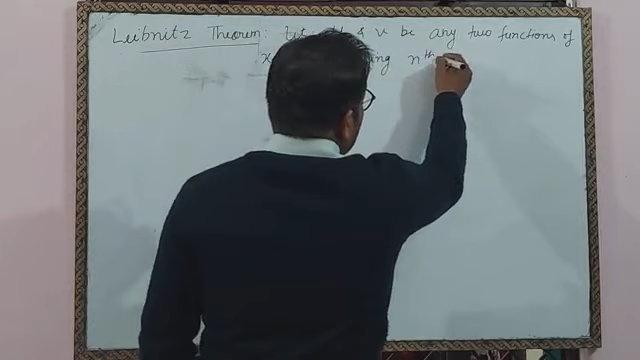 Leibnitz Theorem: Let u & v be any two functions of
x ing nth